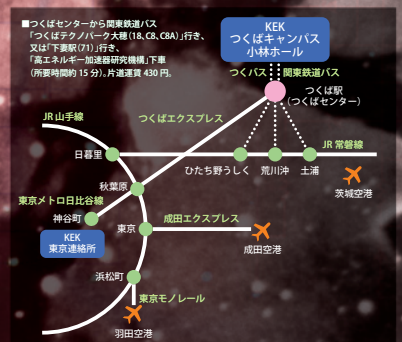 ■つくばセンターから関東鉄道バス
「つくばテクノパーク大穂（18、C8、C8A）」行き、
又は「下妻駅（71）」行き、
「高エネルギー加速器研究機構」下車
（所要時間約15分）。片道運賃430円。
KEK
つくばキャンパス
小林ホール
つくバス
関東鉄道バス
つくば駅
（つくばセンター）
JR山手線
つくばエクスプレス
JR常磐線
日暮里
ひたち野うしく
荒川沖
土浦
茨城空港
秋葉原
東京メトロ日比谷線
神谷町
KEK
東京連絡所
東京
成田エクスプレス
成田空港
浜松町
東京モノレール
羽田空港